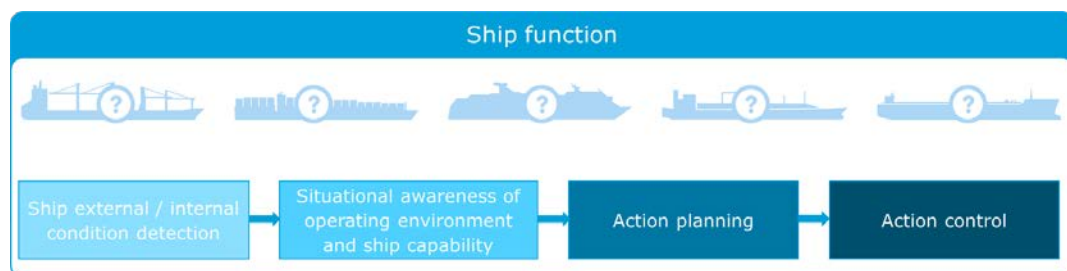 Ship function
? ? ? ? ?
Ship external / internal
condition detection
Situational awareness of
operating environment
and ship capability
Action planning
Action control